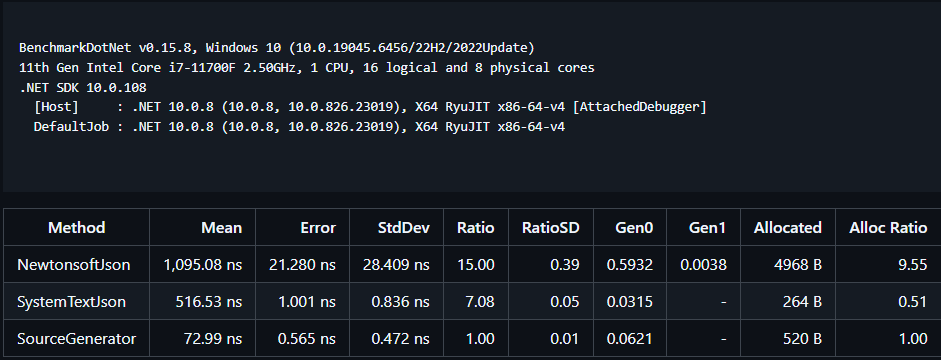 BenchmarkDotNet v0.15.8, Windows 10 (10.0.19045.6456/22H2/2022Update)
11th Gen Intel Core i7-11700F 2.50GHz, 1 CPU, 16 logical and 8 physical cores
.NET SDK 10.0.108
[Host]     : .NET 10.0.8 (10.0.8, 10.0.826.23019), X64 RyuJIT x86-64-v4 [AttachedDebugger]
DefaultJob : .NET 10.0.8 (10.0.8, 10.0.826.23019), X64 RyuJIT x86-64-v4
Method Mean Error StdDev Ratio RatioSD Gen0 Gen1 Allocated Alloc Ratio
NewtonsoftJson 1,095.08 ns 21.280 ns 28.409 ns 15.00 0.39 0.5932 0.0038 4968 B 9.55
SystemTextJson 516.53 ns 1.001 ns 0.836 ns 7.08 0.05 0.0315 - 264 B 0.51
SourceGenerator 72.99 ns 0.565 ns 0.472 ns 1.00 0.01 0.0621 - 520 B 1.00